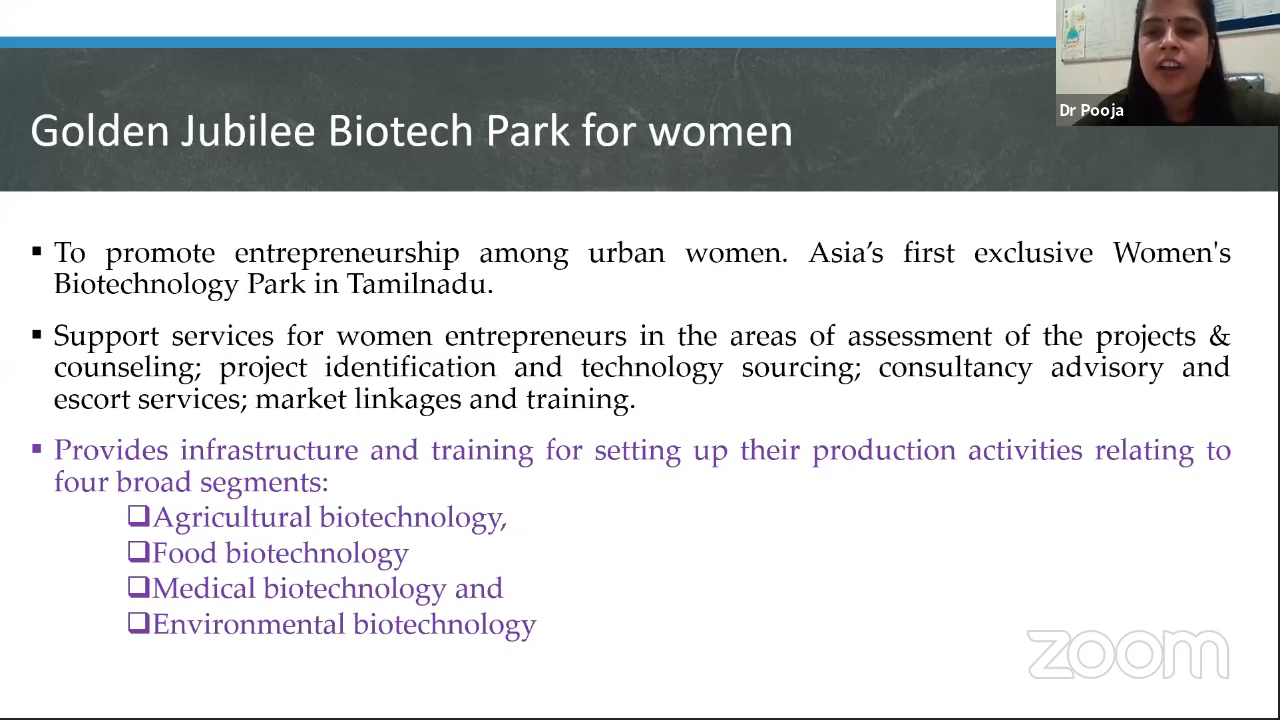 Dr Pooja
Golden Jubilee Biotech Park for women
▪ To promote entrepreneurship among urban women. Asia’s first exclusive Women's
Biotechnology Park in Tamilnadu.
▪ Support services for women entrepreneurs in the areas of assessment of the projects &
counseling; project identification and technology sourcing; consultancy advisory and
escort services; market linkages and training.
▪ Provides infrastructure and training for setting up their production activities relating to
four broad segments:
❑Agricultural biotechnology,
❑Food biotechnology
❑Medical biotechnology and
❑Environmental biotechnology
zoom